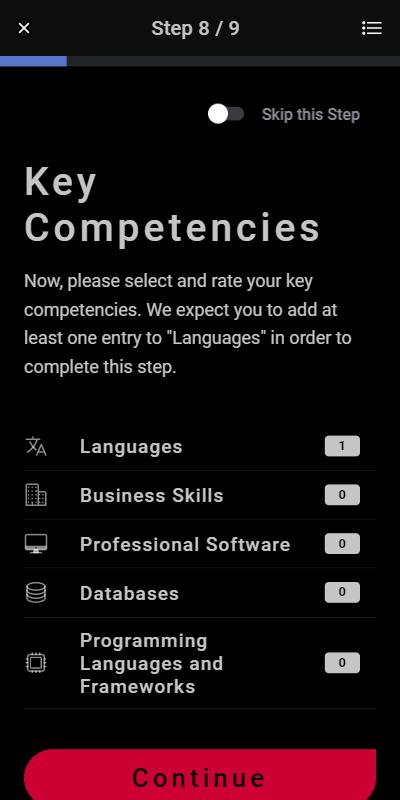 Step 8 / 9
Skip this Step
Key
Competencies
Now, please select and rate your key
competencies. We expect you to add at
least one entry to "Languages" in order to
complete this step.
Languages 1
Business Skills 0
Professional Software 0
Databases 0
Programming
Languages and
Frameworks 0
Continue